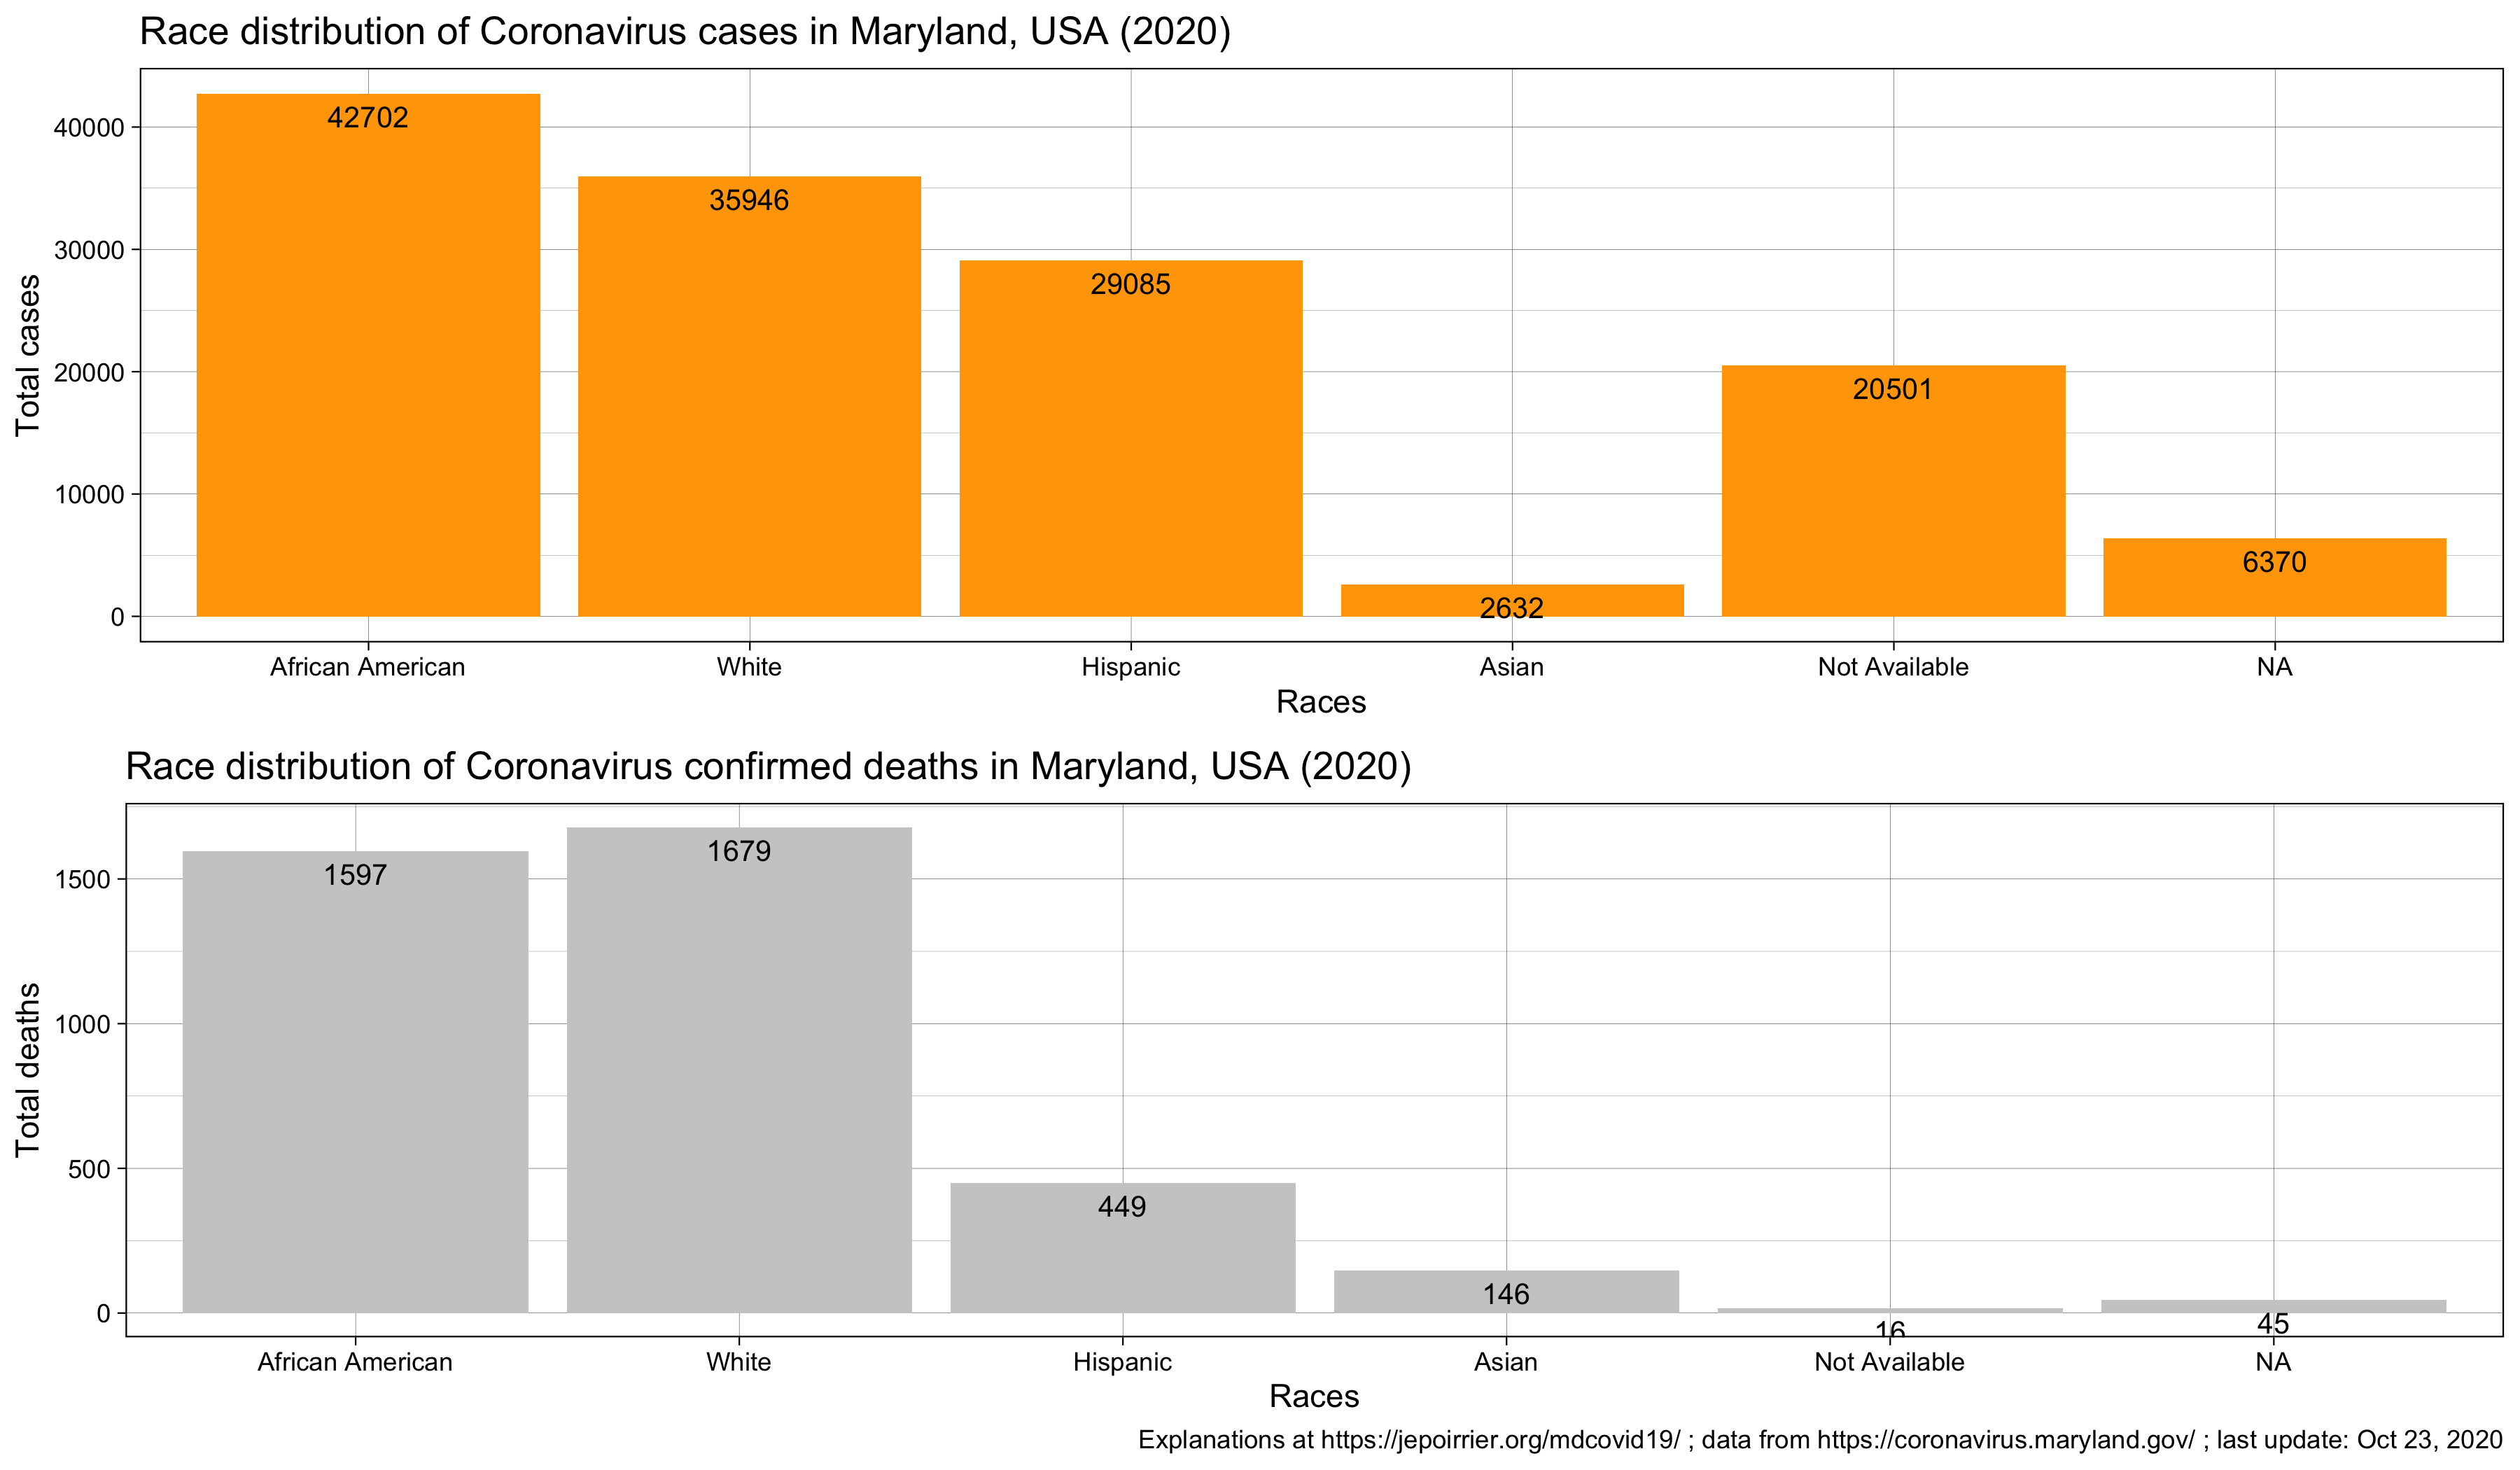 Race distribution of Coronavirus cases in Maryland, USA (2020)
Total cases
40000
30000
20000
10000
0
42702
35946
29085
2632
20501
6370
African American White Hispanic Asian Not Available NA
Races
Race distribution of Coronavirus confirmed deaths in Maryland, USA (2020)
Total deaths
1500
1000
500
0
1597
1679
449
146
16
45
African American White Hispanic Asian Not Available NA
Races
Explanations at https://jepoirrier.org/mdcovid19/ ; data from https://coronavirus.maryland.gov/ ; last update: Oct 23, 2020